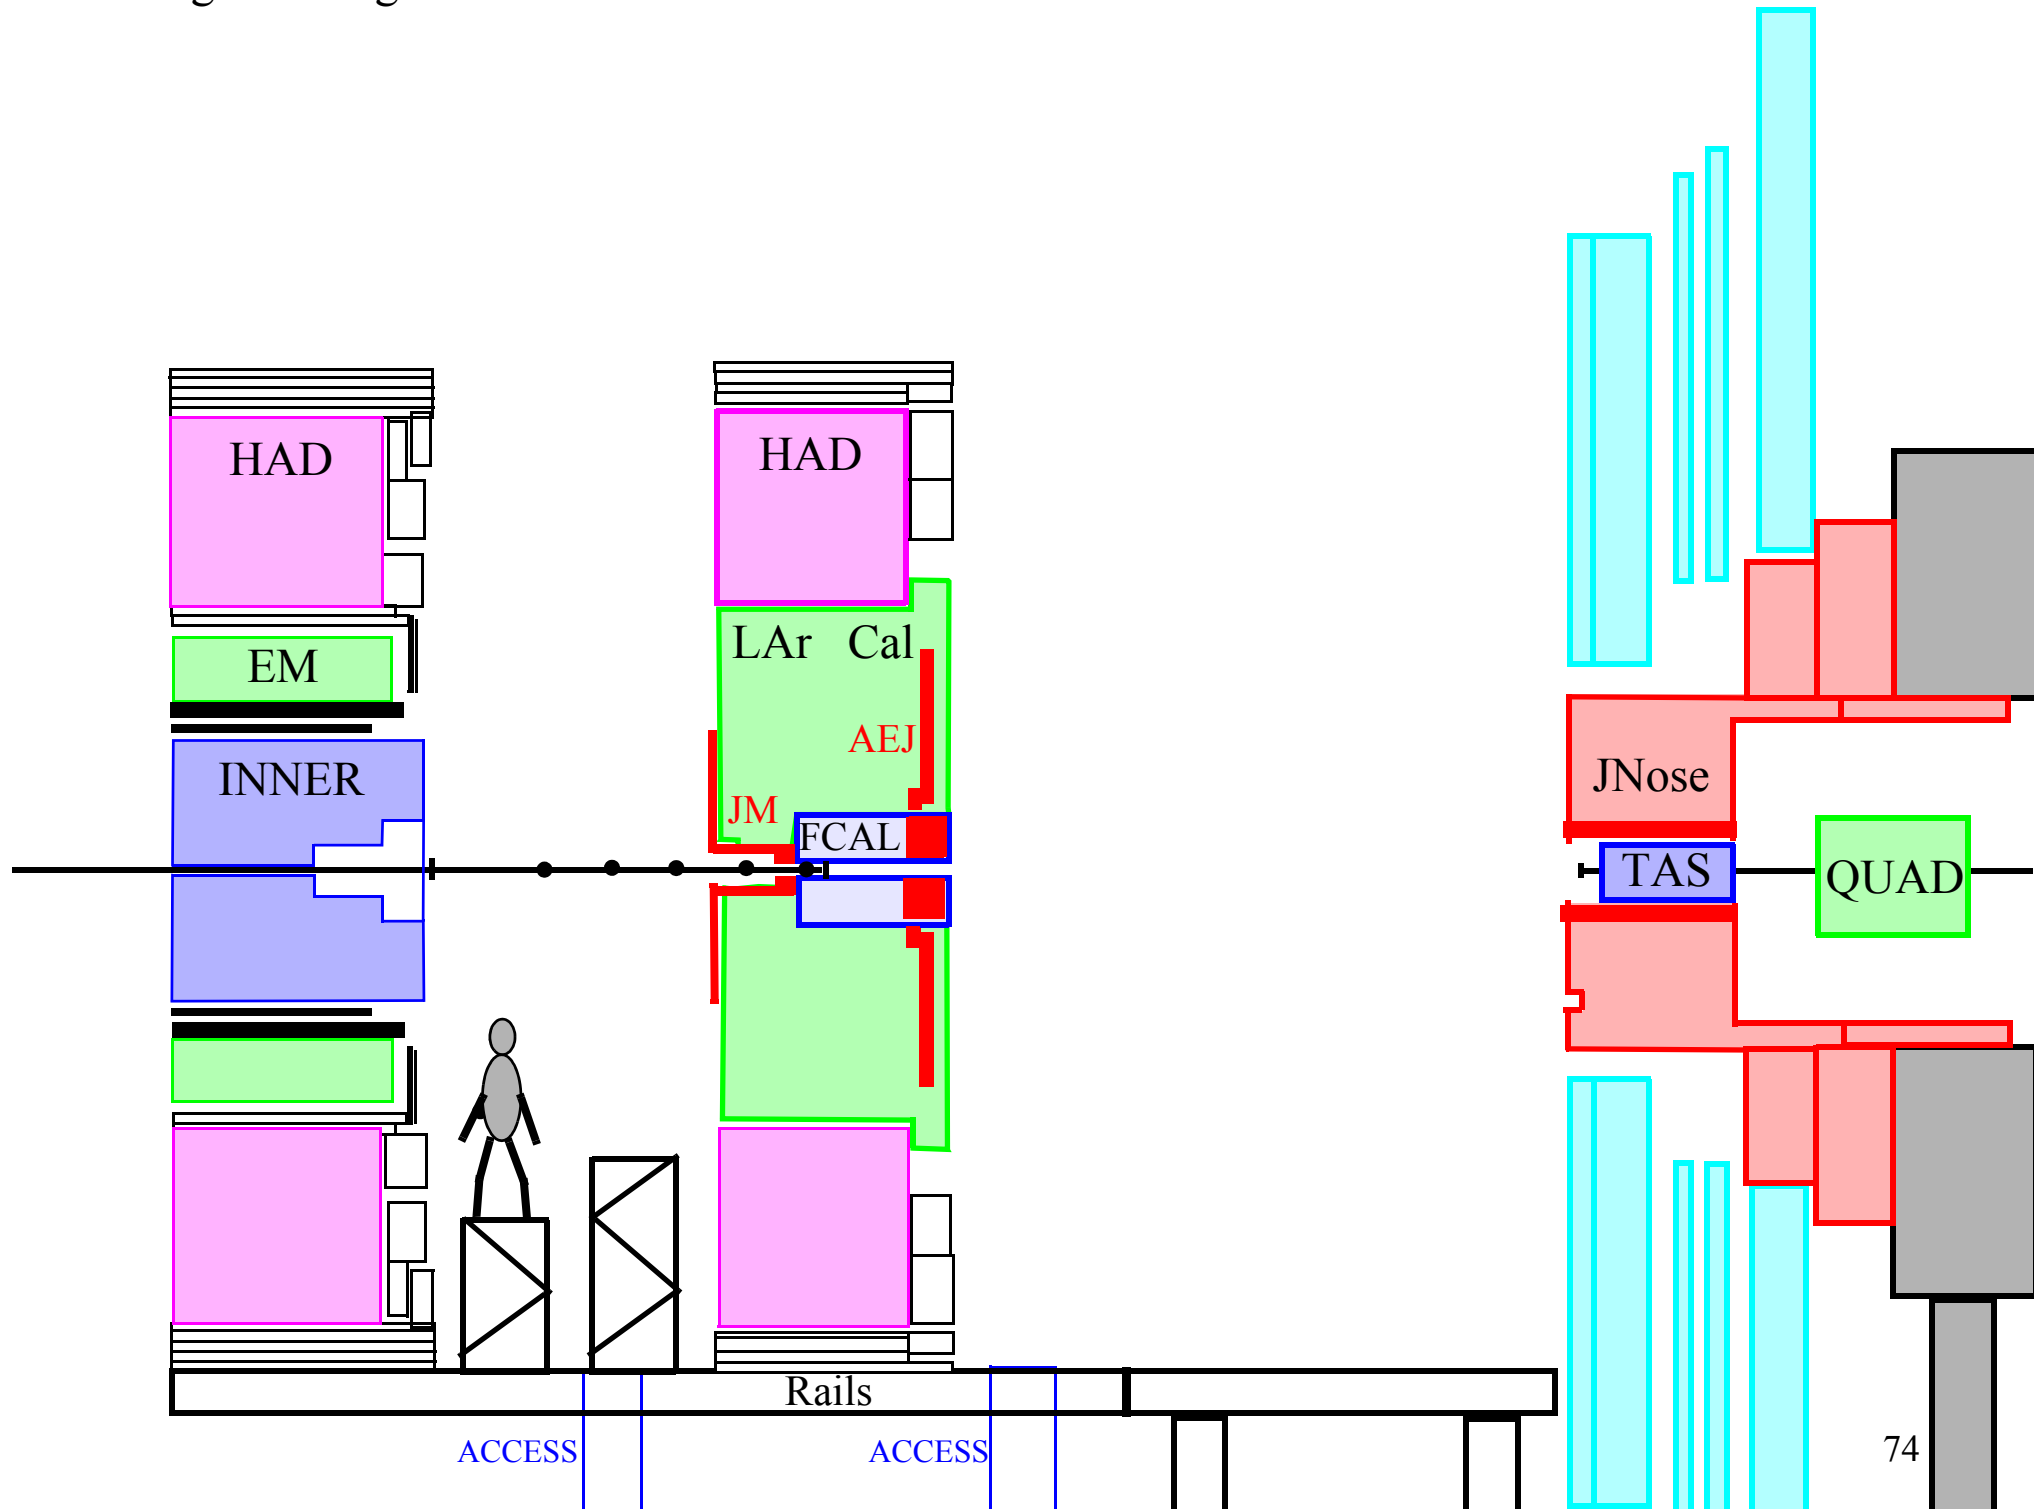 HAD
HAD
LAr Cal
EM
AEJ
INNER
JNose
JM
FCAL
TAS
QUAD
Rails
ACCESS
ACCESS
74